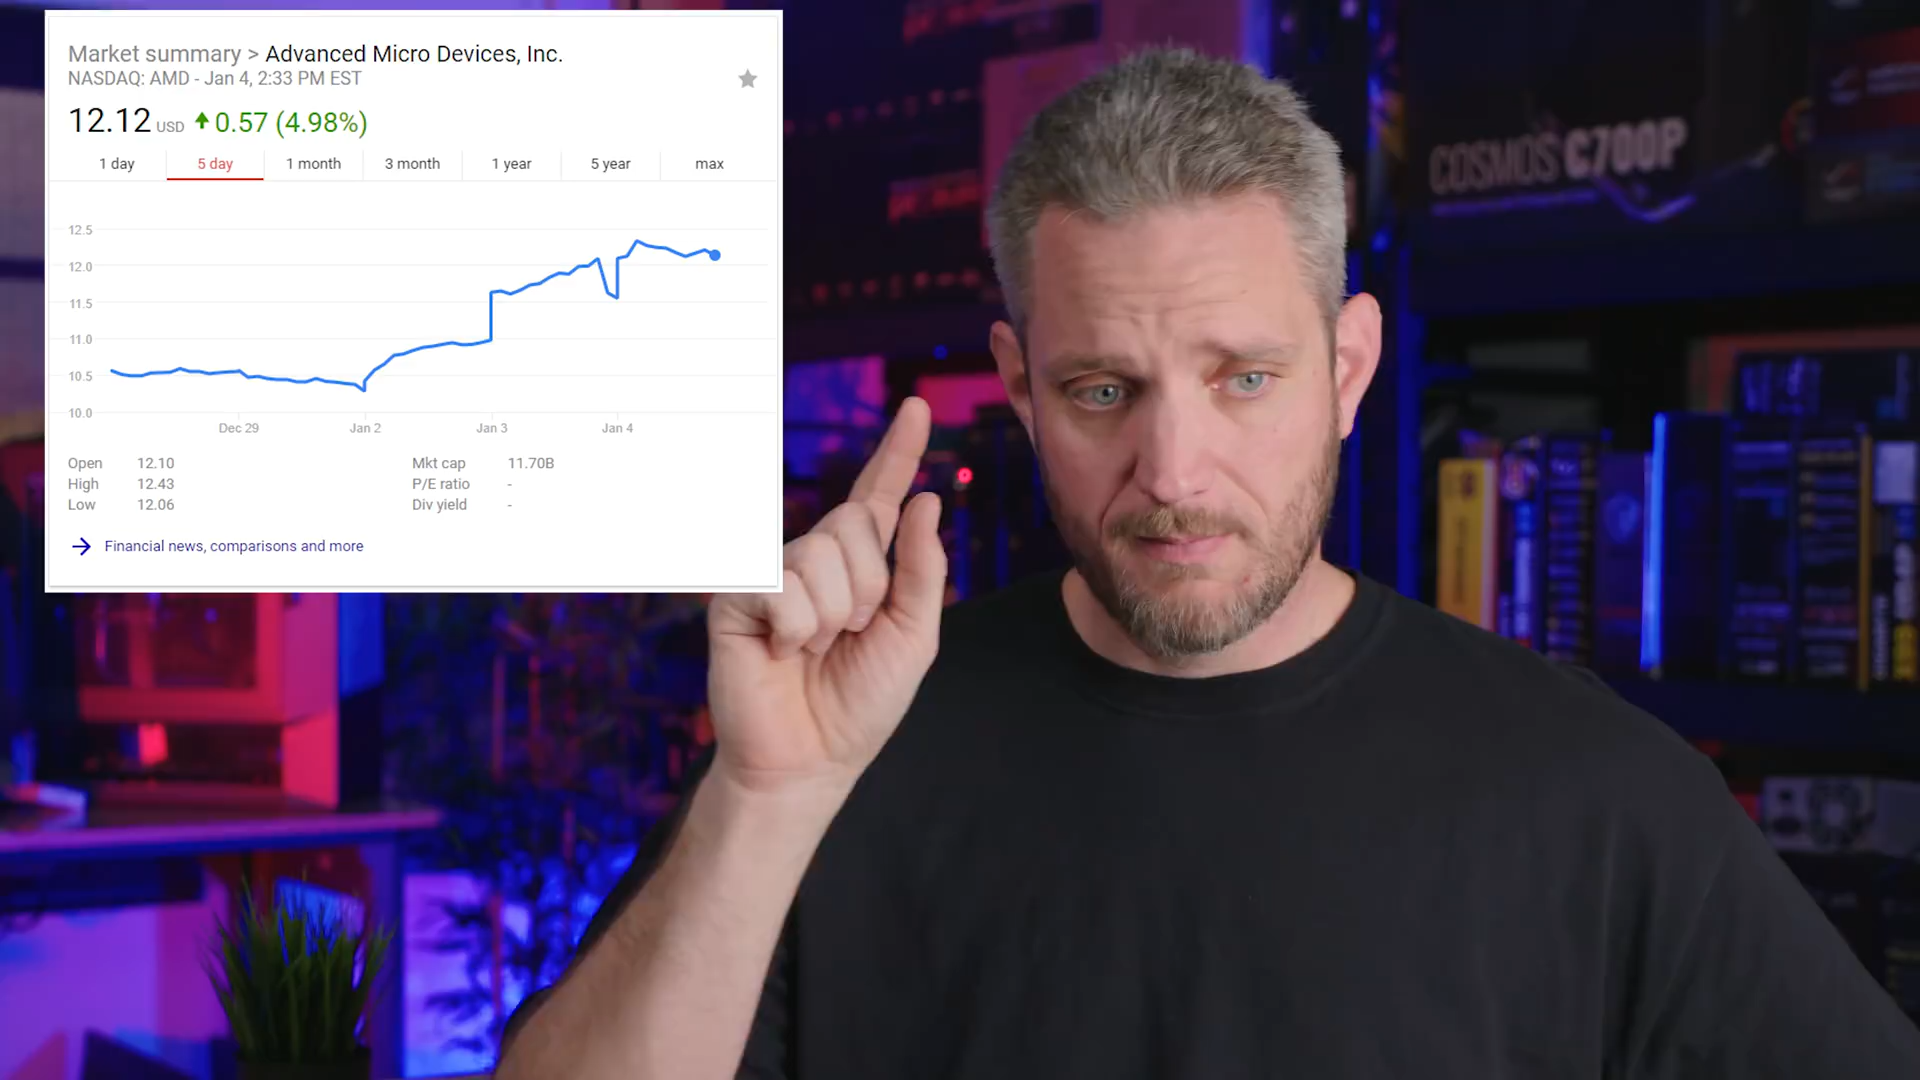 Market summary > Advanced Micro Devices, Inc.
NASDAQ: AMD - Jan 4, 2:33 PM EST
12.12 USD 0.57 (4.98%)
1 day 5 day 1 month 3 month 1 year 5 year max
12.5
12.0
11.5
11.0
10.5
10.0
Dec 29 Jan 2 Jan 3 Jan 4
Open 12.10 Mkt cap 11.70B
High 12.43 P/E ratio -
Low 12.06 Div yield -
Financial news, comparisons and more
COSMOS C700P